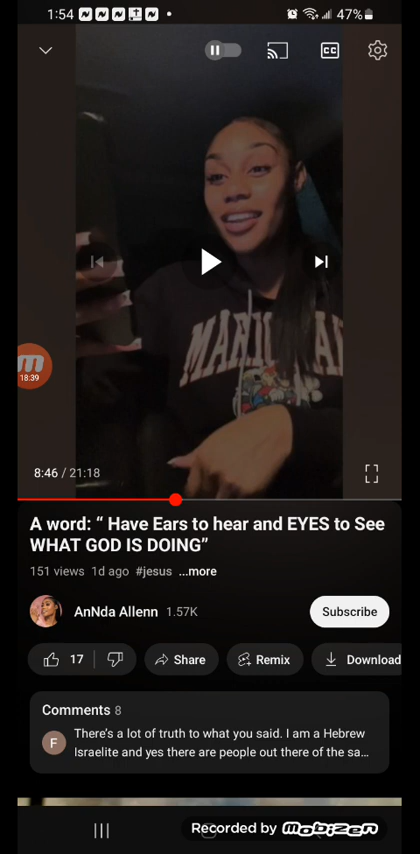 1:54
47%
CC
MARIO KART
18:39
8:46 / 21:18
A word: “ Have Ears to hear and EYES to See
WHAT GOD IS DOING”
151 views 1d ago #jesus ...more
AnNda Allenn 1.57K
Subscribe
17
Share
Remix
Download
Comments 8
F
There's a lot of truth to what you said. I am a Hebrew
Israelite and yes there are people out there of the sa...
Recorded by mobizen